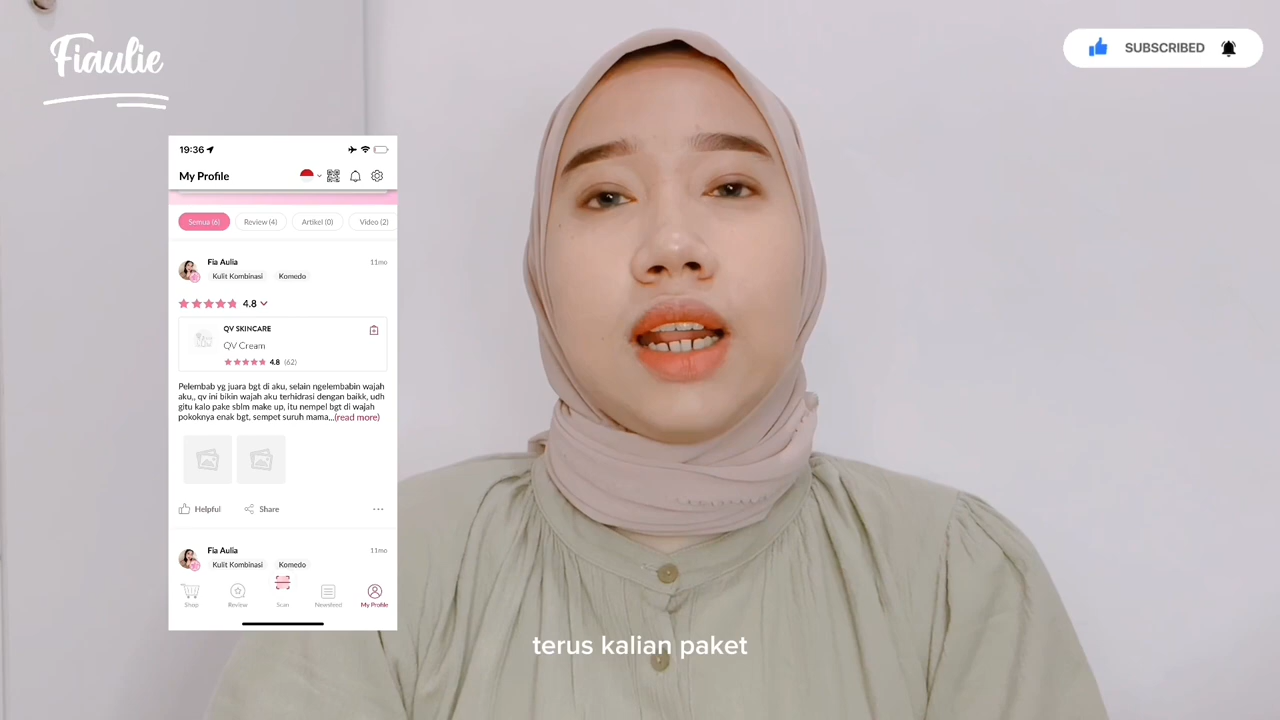 Fiaulie
SUBSCRIBED
19:36
My Profile
Semua (6)
Review (4)
Artikel (0)
Video (2)
Fia Aulia
11mo
Kulit Kombinasi
Komedo
4.8
QV SKINCARE
QV Cream
4.8 (62)
Pelembab yg juara bgt di aku, selain ngelembabin wajah
aku,, qv ini bikin wajah aku terhidrasi dengan baikk, udh
gitu kalo pake sblm make up, itu nempel bgt di wajah
pokoknya enak bgt, sempet suruh mama,..(read more)
Helpful
Share
Fia Aulia
11mo
Kulit Kombinasi
Komedo
Shop
Review
Scan
Newsfeed
My Profile
terus kalian paket